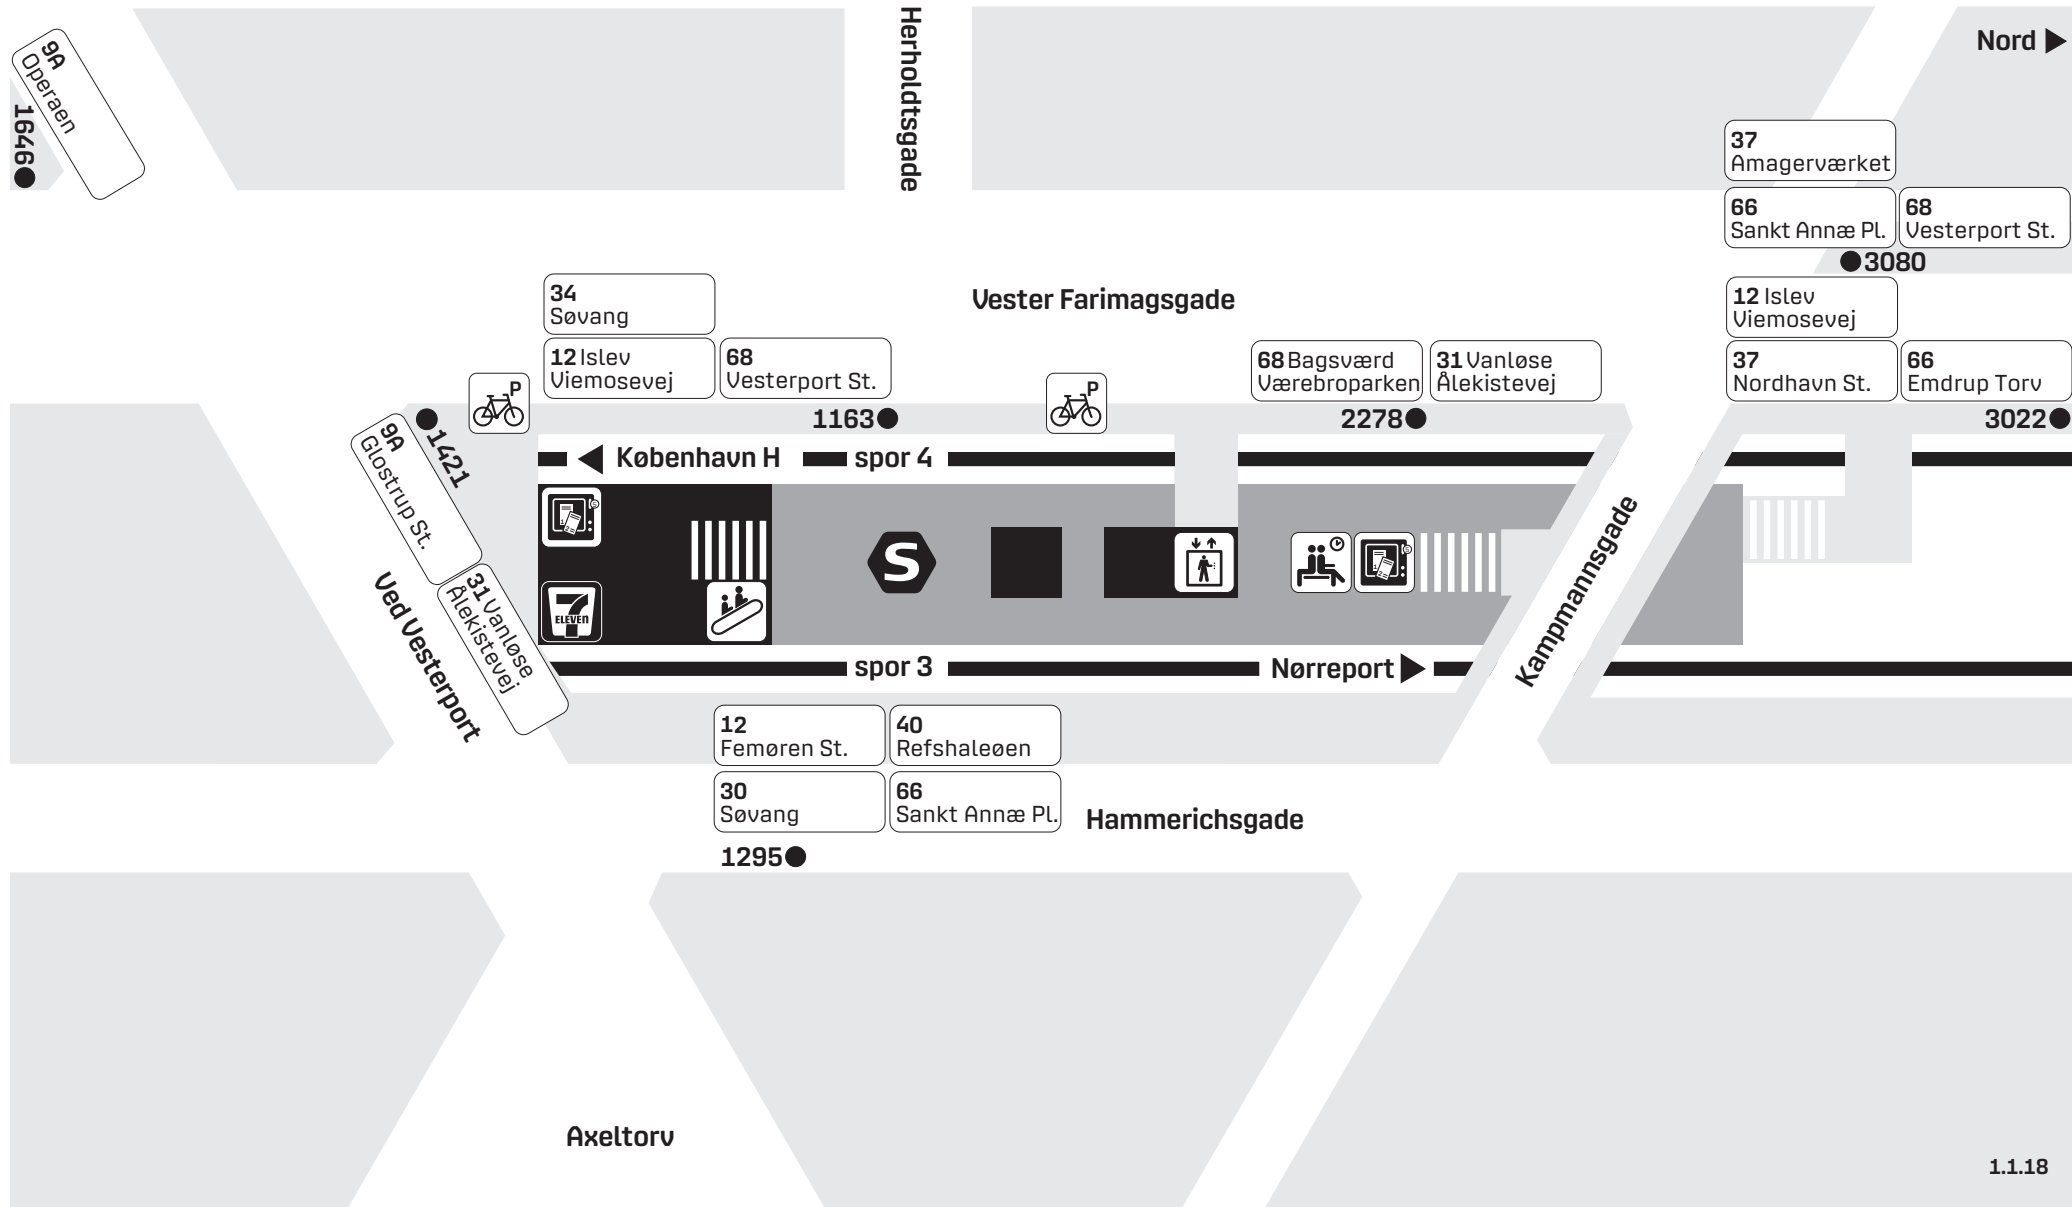 Herholdtsgade
Nord
9A
Operaen
1646
37
Amagerværket
66
Sankt Annæ Pl.
68
Vesterport St.
3080
34
Søvang
12 Islev
Viemosevej
68
Vesterport St.
1163
Vester Farimagsgade
68 Bagsværd
Værebroparken
31 Vanløse
Ålekistevej
2278
12 Islev
Viemosevej
37
Nordhavn St.
66
Emdrup Torv
3022
P
P
1421
9A
Glostrup St.
31 Vanløse
Ålekistevej
Ved Vesterport
København H
spor 4
S
7
ELEVEN
spor 3
Nørreport
Kampmannsgade
12
Femøren St.
40
Refshaleøen
30
Søvang
66
Sankt Annæ Pl.
1295
Hammerichsgade
Axeltorv
1.1.18